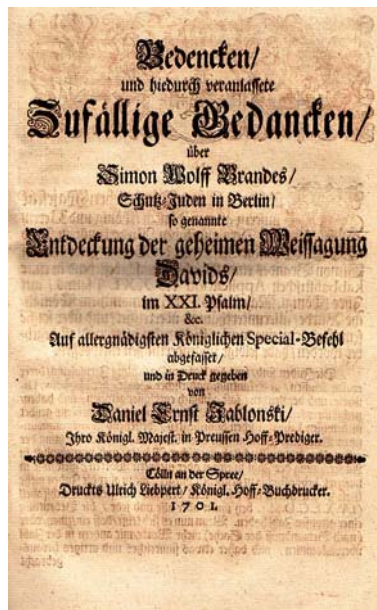 Bedencken/
und hiedurch veranlassete
Zufällige Gedancken/
über
Simon Wolff Brandes/
Schutz-Juden in Berlin/
so genannte
Entdeckung der geheimen Weissagung
Davids/
im XXI. Psalm/
&c.
Auf allergnädigsten Königlichen Special-Befehl
abgefasset/
und in Druck gegeben
von
Daniel Ernst Jablonski/
Ihro Königl. Majest. in Preussen Hoff-Prediger.
Cölln an der Spree/
Druckts Ulrich Liebpert/ Königl. Hoff-Buchdrucker.
1701.